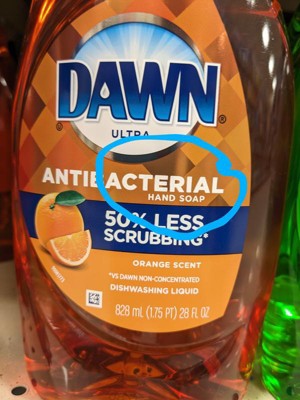 DAWN®
ULTRA
ANTIBACTERIAL
HAND SOAP
50% LESS
SCRUBBING*
ORANGE SCENT
*VS DAWN NON-CONCENTRATED
DISHWASHING LIQUID
828 mL (1.75 PT) 28 FL OZ